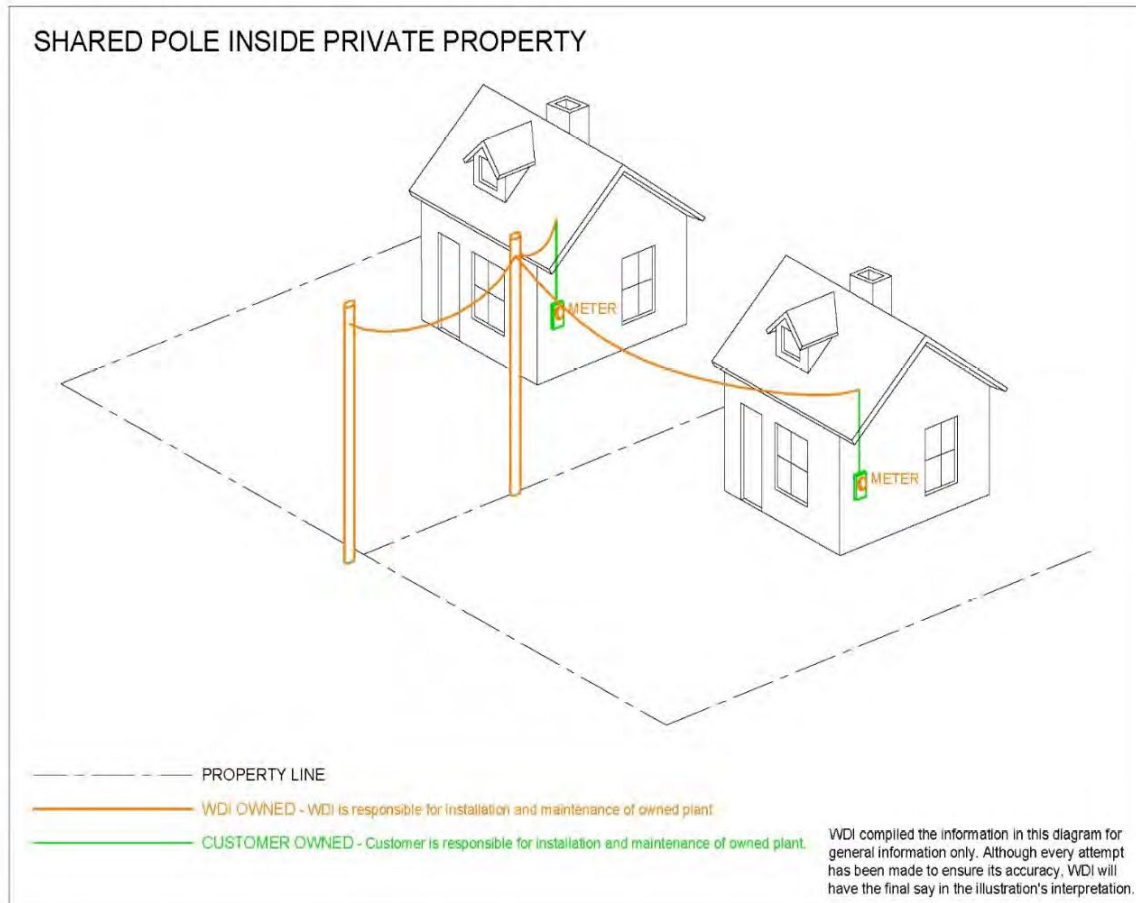 SHARED POLE INSIDE PRIVATE PROPERTY
METER
METER
PROPERTY LINE
WDI OWNED - WDI is responsible for installation and maintenance of owned plant
CUSTOMER OWNED - Customer is responsible for installation and maintenance of owned plant.
WDI compiled the information in this diagram for
general information only. Although every attempt
has been made to ensure its accuracy, WDI will
have the final say in the illustration's interpretation.